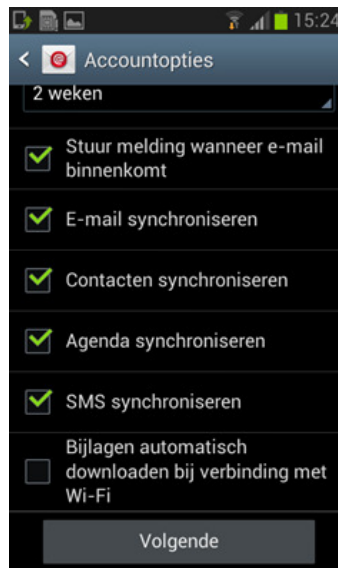 15:24
Accountopties
2 weken
Stuur melding wanneer e-mail
binnenkomt
E-mail synchroniseren
Contacten synchroniseren
Agenda synchroniseren
SMS synchroniseren
Bijlagen automatisch
downloaden bij verbinding met
Wi-Fi
Volgende